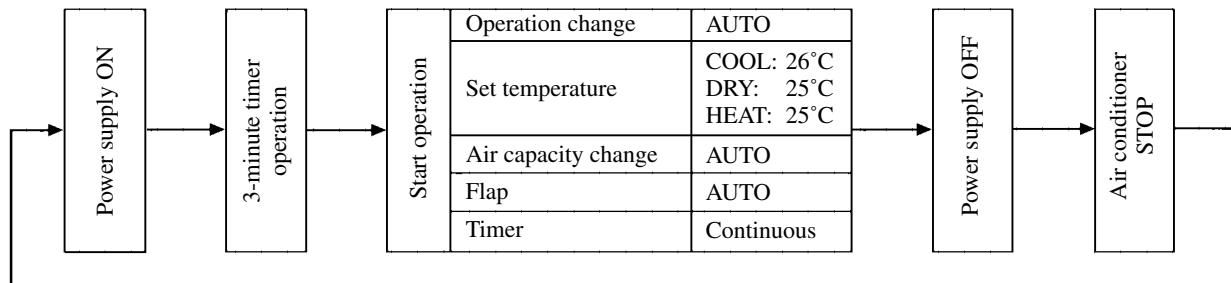 Power supply ON
3-minute timer
operation
Start operation
Operation change AUTO
Set temperature
COOL: 26˚C
DRY: 25˚C
HEAT: 25˚C
Air capacity change AUTO
Flap AUTO
Timer Continuous
Power supply OFF
Air conditioner
STOP